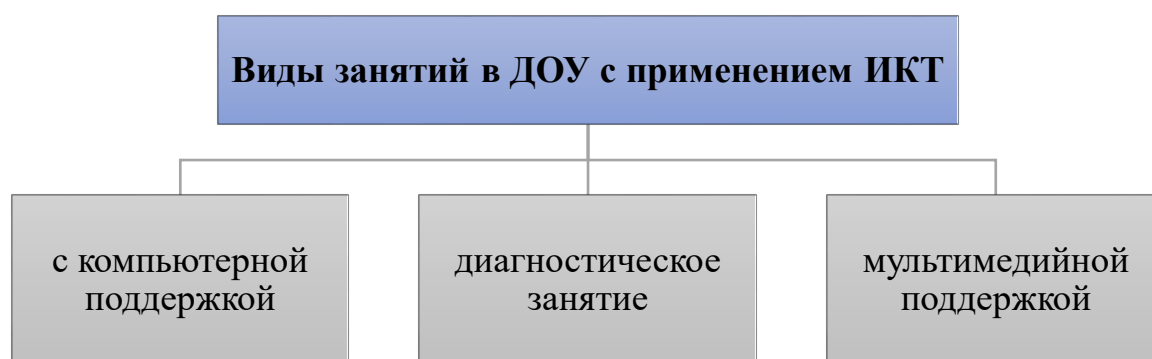 Виды занятий в ДОУ с применением ИКТ
с компьютерной
поддержкой
диагностическое
занятие
мультимедийной
поддержкой